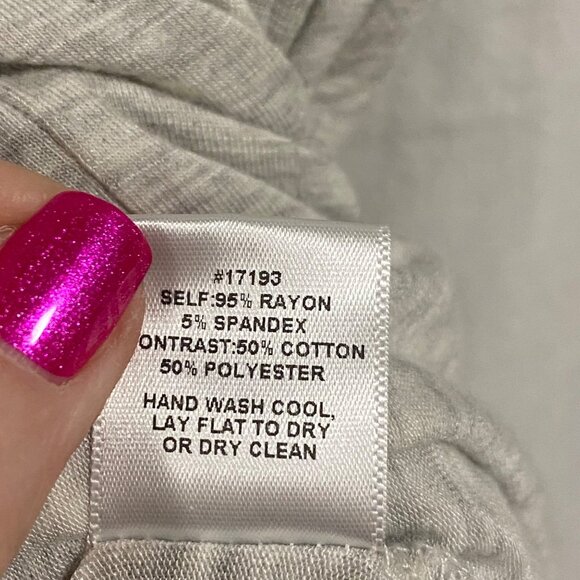 #17193
SELF:95% RAYON
5% SPANDEX
ONTRAST:50% COTTON
50% POLYESTER
HAND WASH COOL,
LAY FLAT TO DRY
OR DRY CLEAN